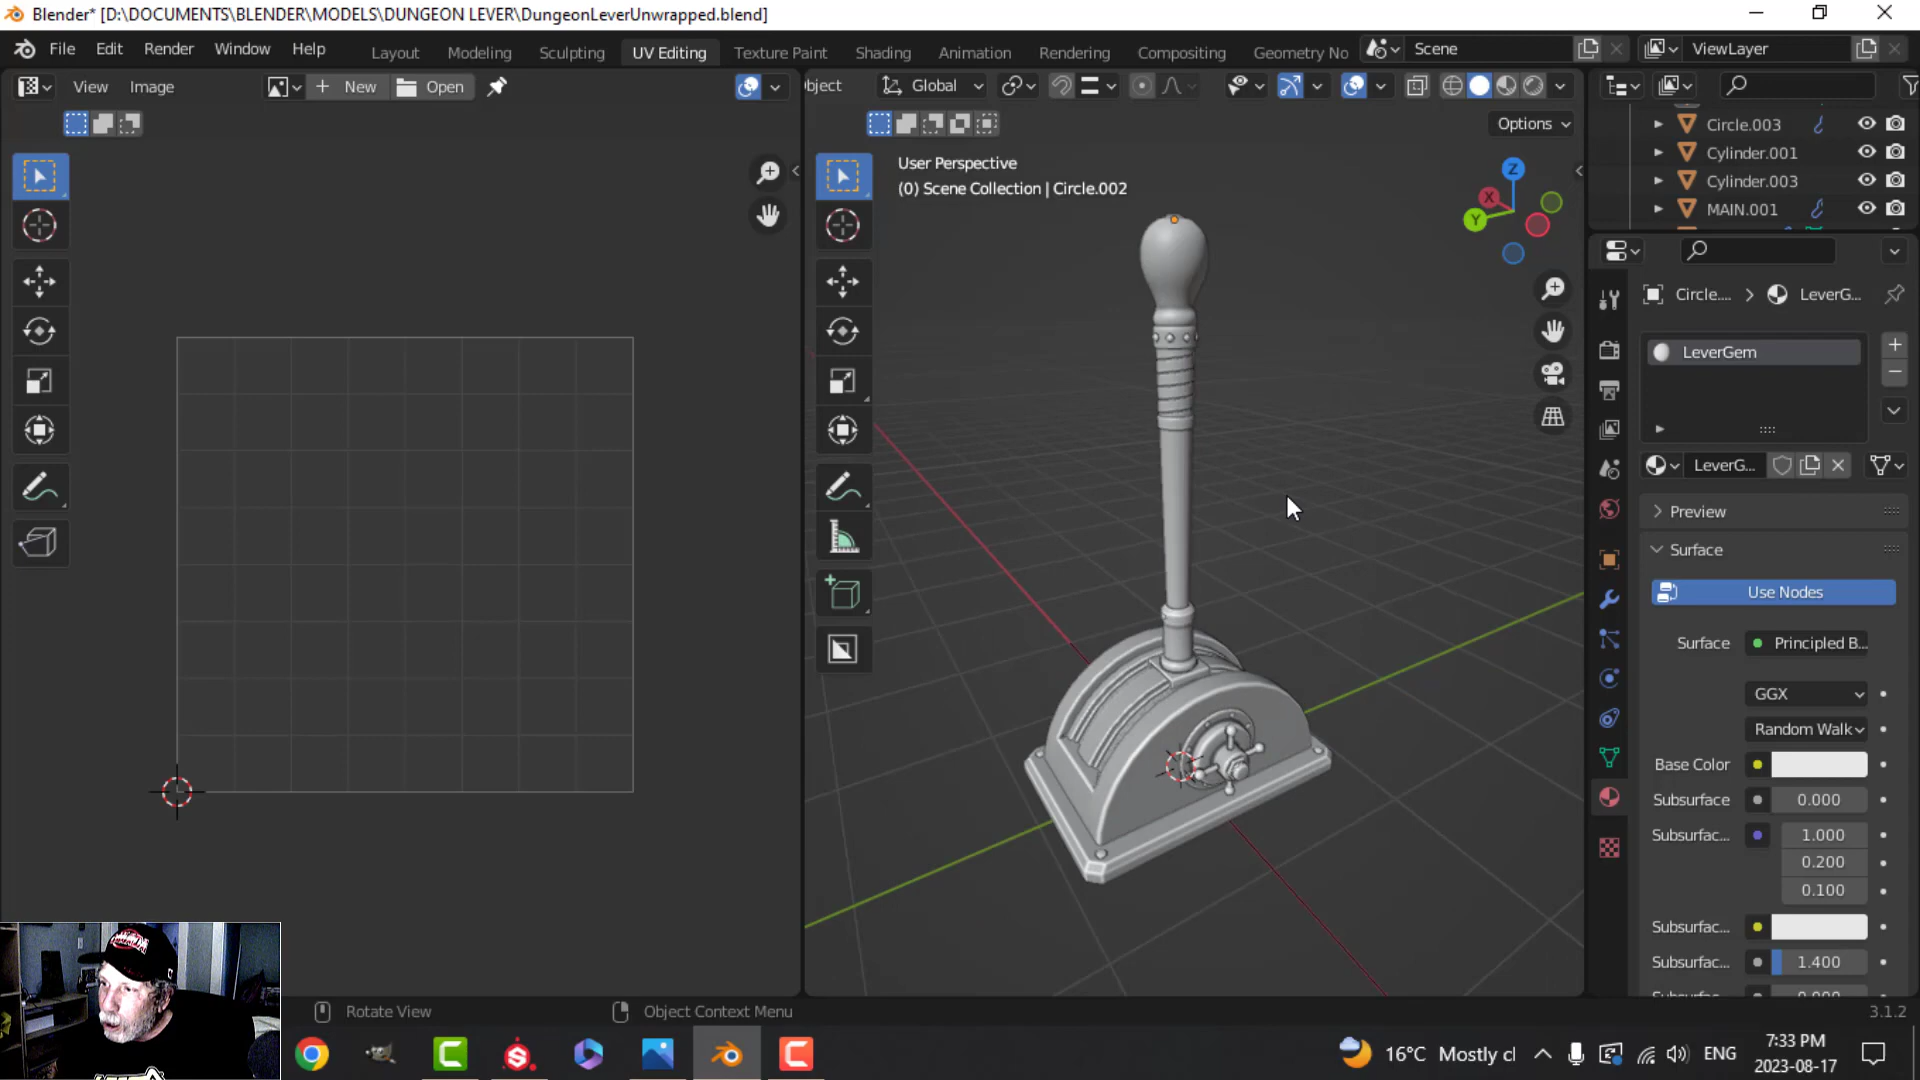 Blender* [D:\DOCUMENTS\BLENDER\MODELS\DUNGEON LEVER\DungeonLeverUnwrapped.blend]
File Edit Render Window Help Layout Modeling Sculpting UV Editing Texture Paint Shading Animation Rendering Compositing Geometry No Scene ViewLayer
View Image New Open bject Global
Options
User Perspective
(0) Scene Collection | Circle.002
Z
X
Y
Circle.003
Cylinder.001
Cylinder.003
MAIN.001
Circle.... > LeverG...
LeverGem
LeverG...
Preview
Surface
Use Nodes
Surface Principled B...
GGX
Random Walk
Base Color
Subsurface 0.000
Subsurfac... 1.000
0.200
0.100
Subsurfac...
Subsurfac... 1.400
Rotate View Object Context Menu 3.1.2
16°C Mostly cl ENG 7:33 PM
2023-08-17